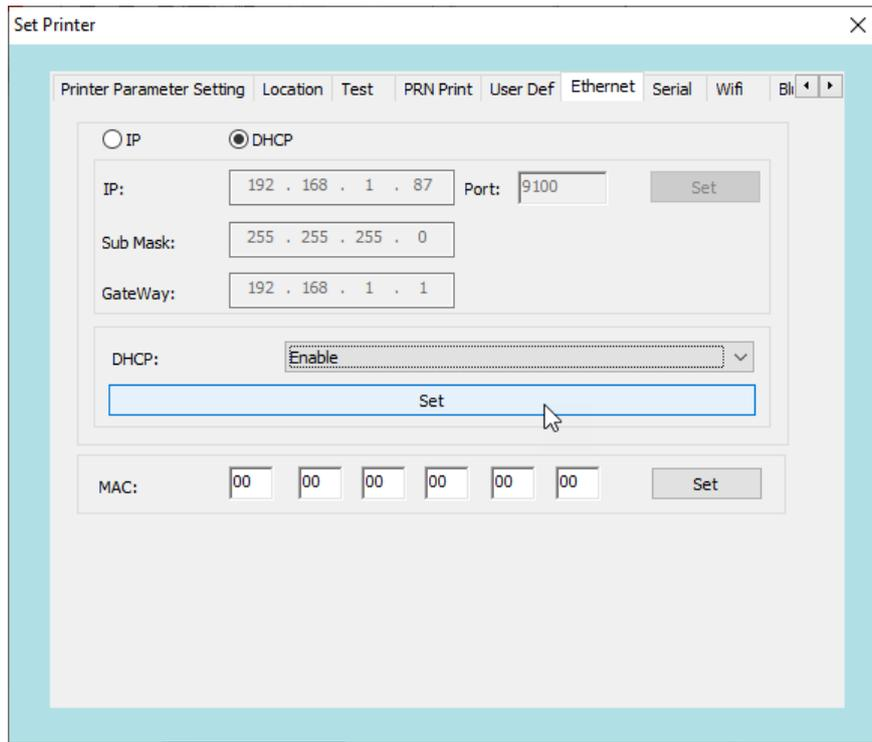 Set Printer
Printer Parameter Setting Location Test PRN Print User Def Ethernet Serial Wifi
IP DHCP
IP: 192 . 168 . 1 . 87 Port: 9100 Set
Sub Mask: 255 . 255 . 255 . 0
GateWay: 192 . 168 . 1 . 1
DHCP: Enable
Set
MAC: 00 00 00 00 00 00 Set